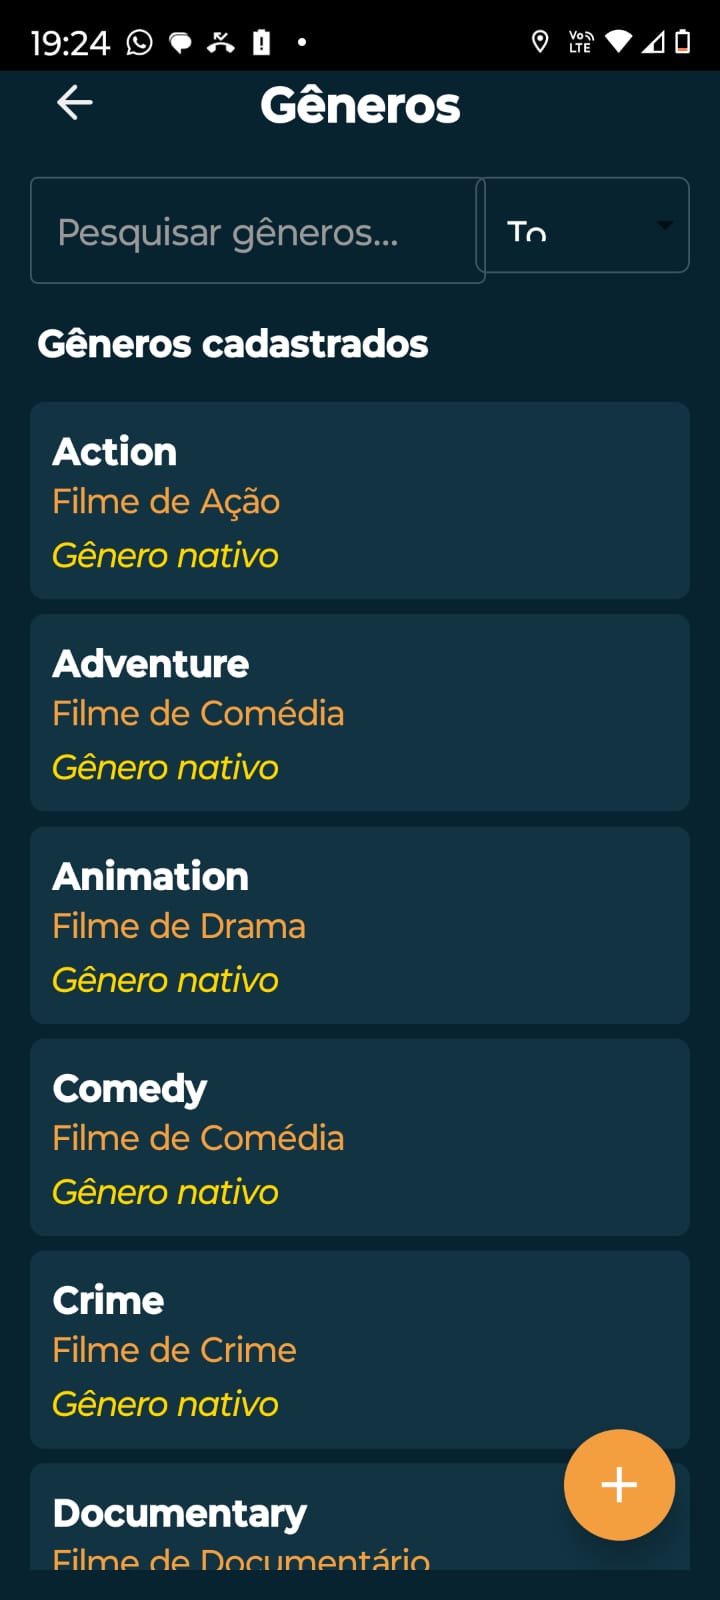 19:24
VoLTE
Gêneros
Pesquisar gêneros...
Gêneros cadastrados
Action
Filme de Ação
Gênero nativo
Adventure
Filme de Comédia
Gênero nativo
Animation
Filme de Drama
Gênero nativo
Comedy
Filme de Comédia
Gênero nativo
Crime
Filme de Crime
Gênero nativo
Documentary
Filme de Documentário